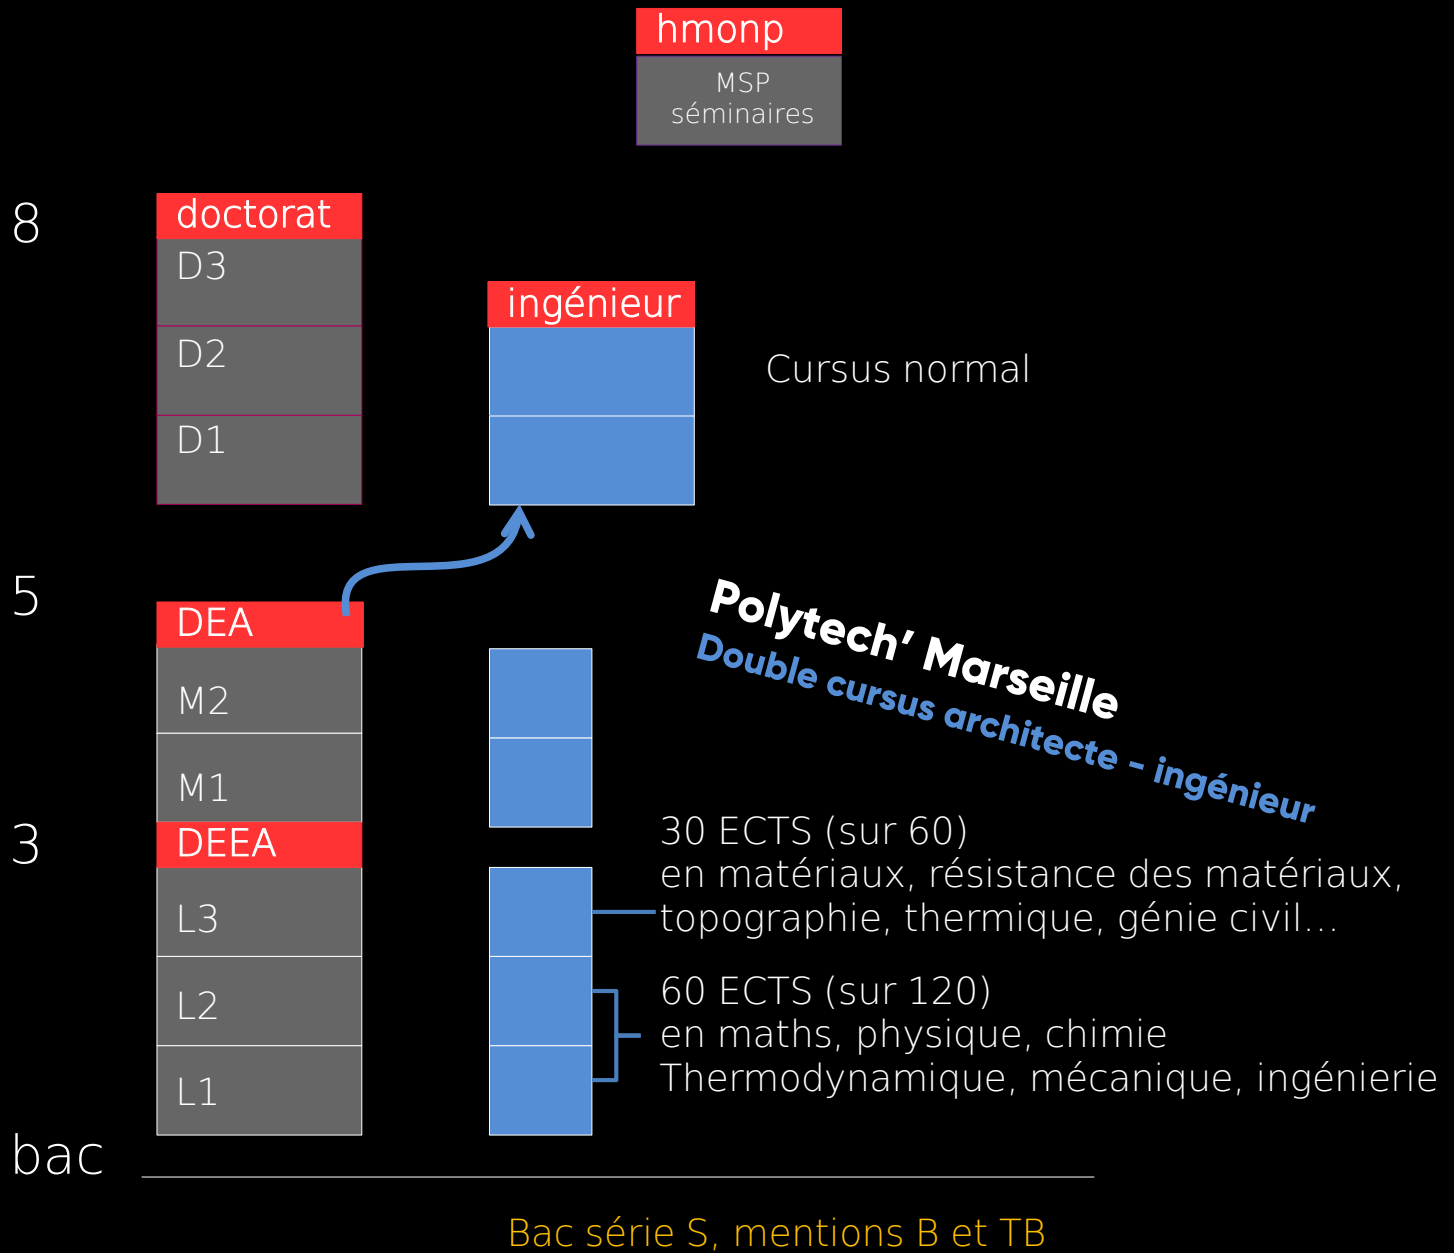 hmonp
MSP
séminaires
8
doctorat
D3
ingénieur
D2
Cursus normal
D1
5
DEA
Polytech’ Marseille
Double cursus architecte - ingénieur
M2
M1
3
DEEA
30 ECTS (sur 60)
en matériaux, résistance des matériaux,
topographie, thermique, génie civil...
L3
L2
60 ECTS (sur 120)
en maths, physique, chimie
Thermodynamique, mécanique, ingénierie
L1
bac
Bac série S, mentions B et TB